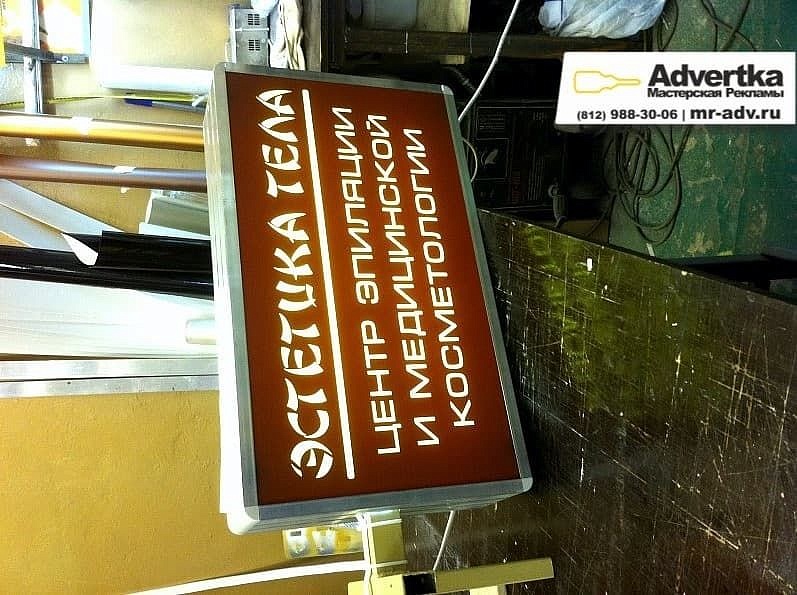 ЭСТЕТИКА ТЕЛА
ЦЕНТР ЭПИЛЯЦИИ
И МЕДИЦИНСКОЙ
КОСМЕТОЛОГИИ
Advertka
Мастерская Рекламы
(812) 988-30-06 | mr-adv.ru